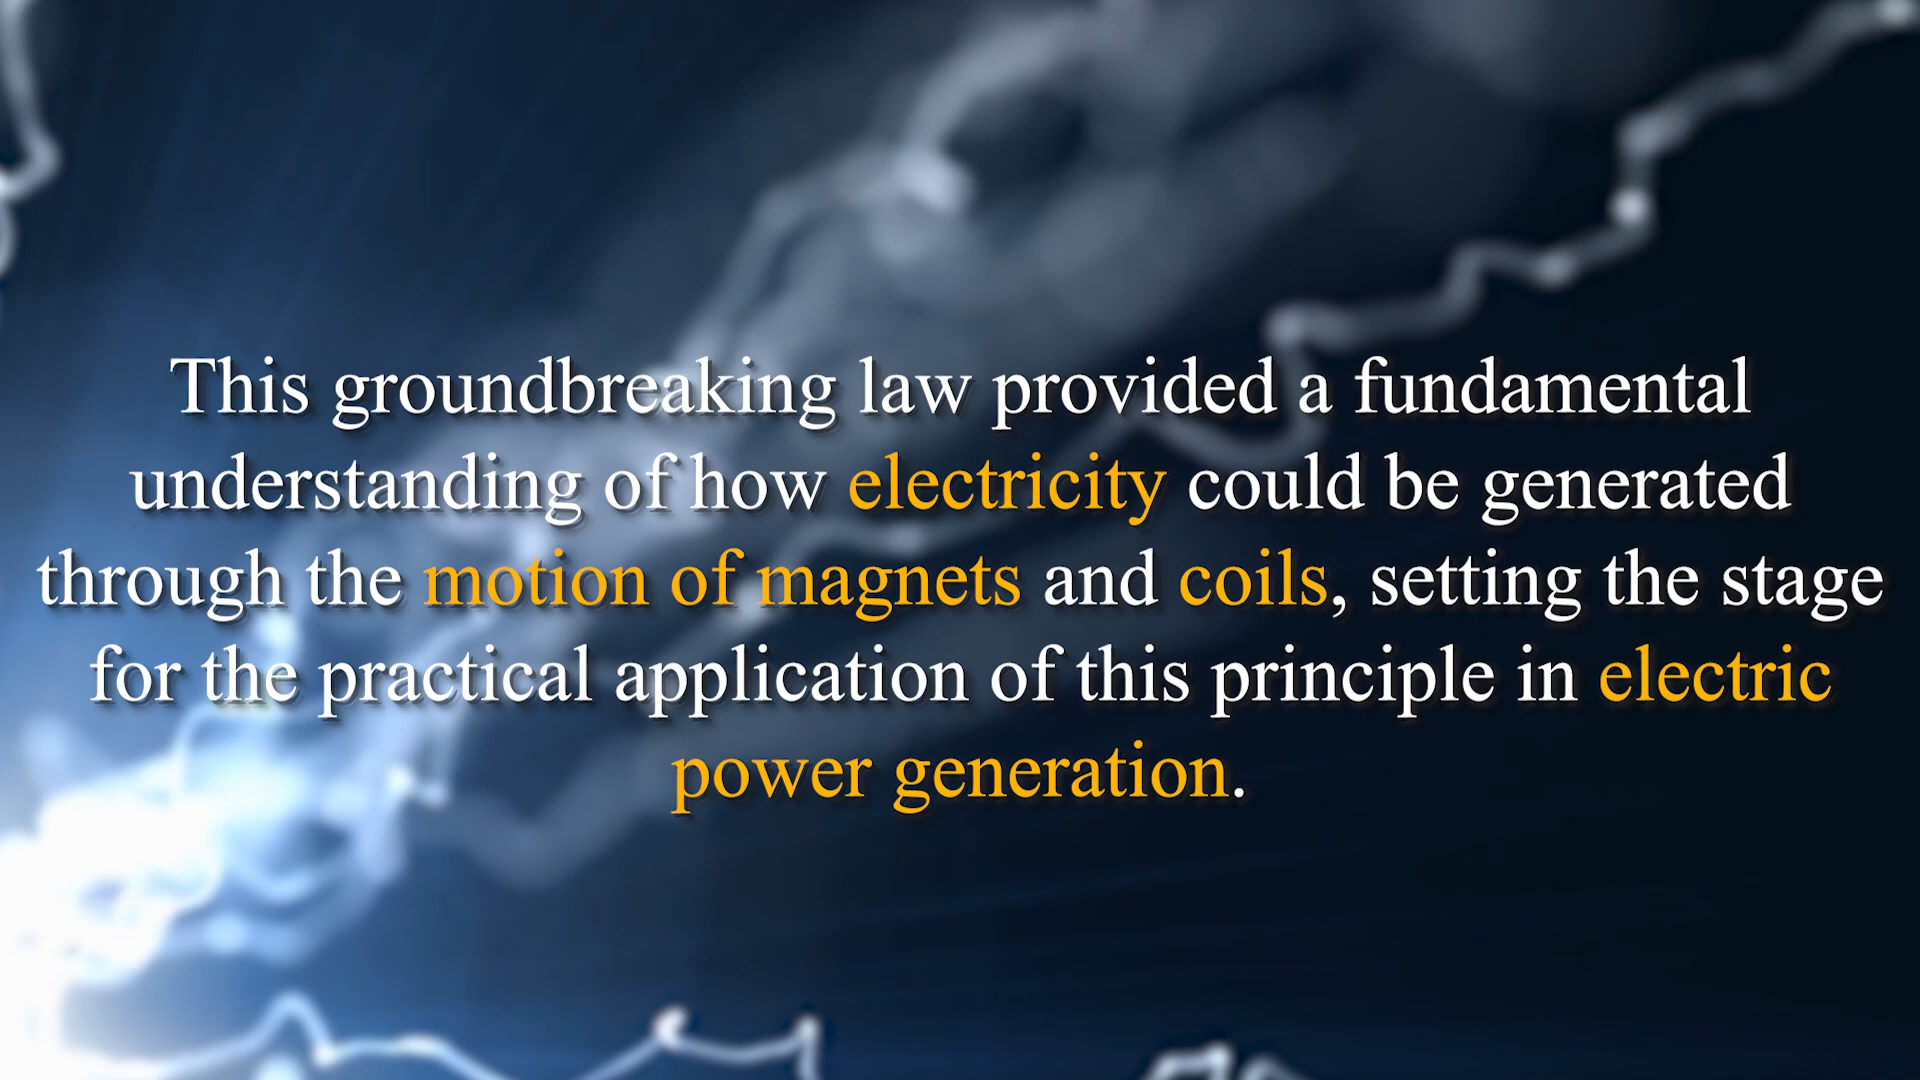 This groundbreaking law provided a fundamental
understanding of how electricity could be generated
through the motion of magnets and coils, setting the stage
for the practical application of this principle in electric
power generation.